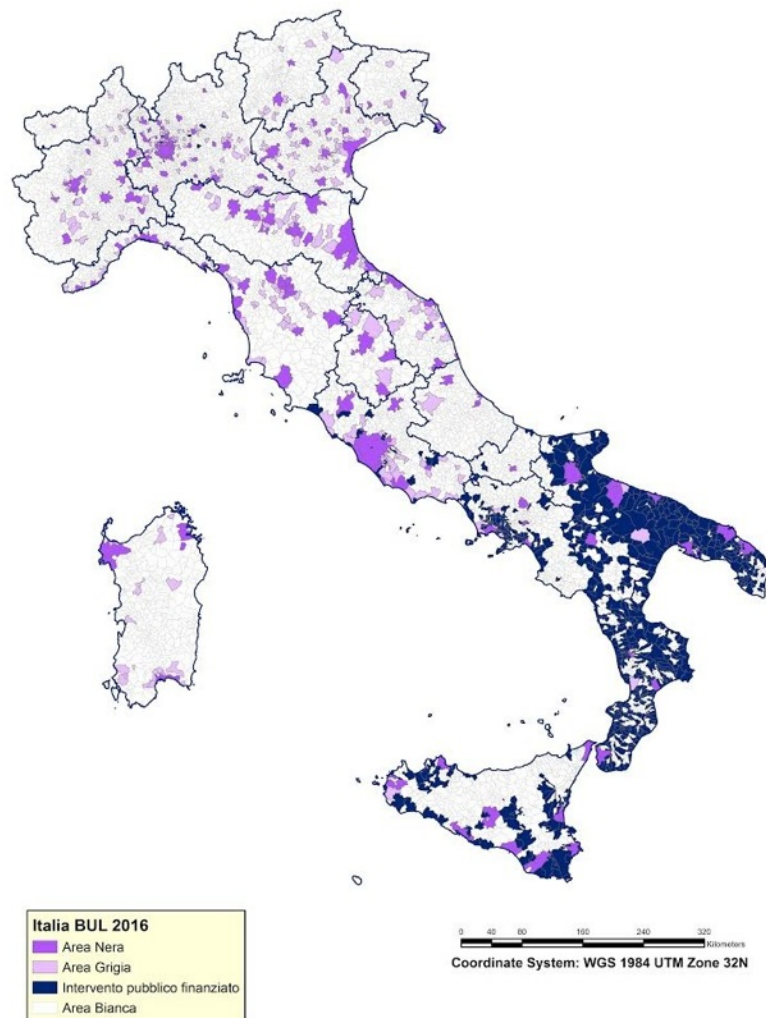 Italia BUL 2016
Area Nera
Area Grigia
Intervento pubblico finanziato
Area Bianca
0 40 80 160 240 320
Kilometers
Coordinate System: WGS 1984 UTM Zone 32N